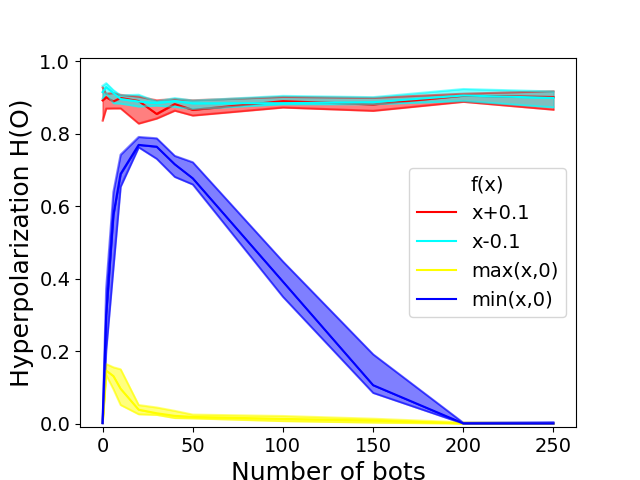 Hyperpolarization H(O)
1.0
0.8
0.6
0.4
0.2
0.0
f(x)
x+0.1
x-0.1
max(x,0)
min(x,0)
0 50 100 150 200 250
Number of bots